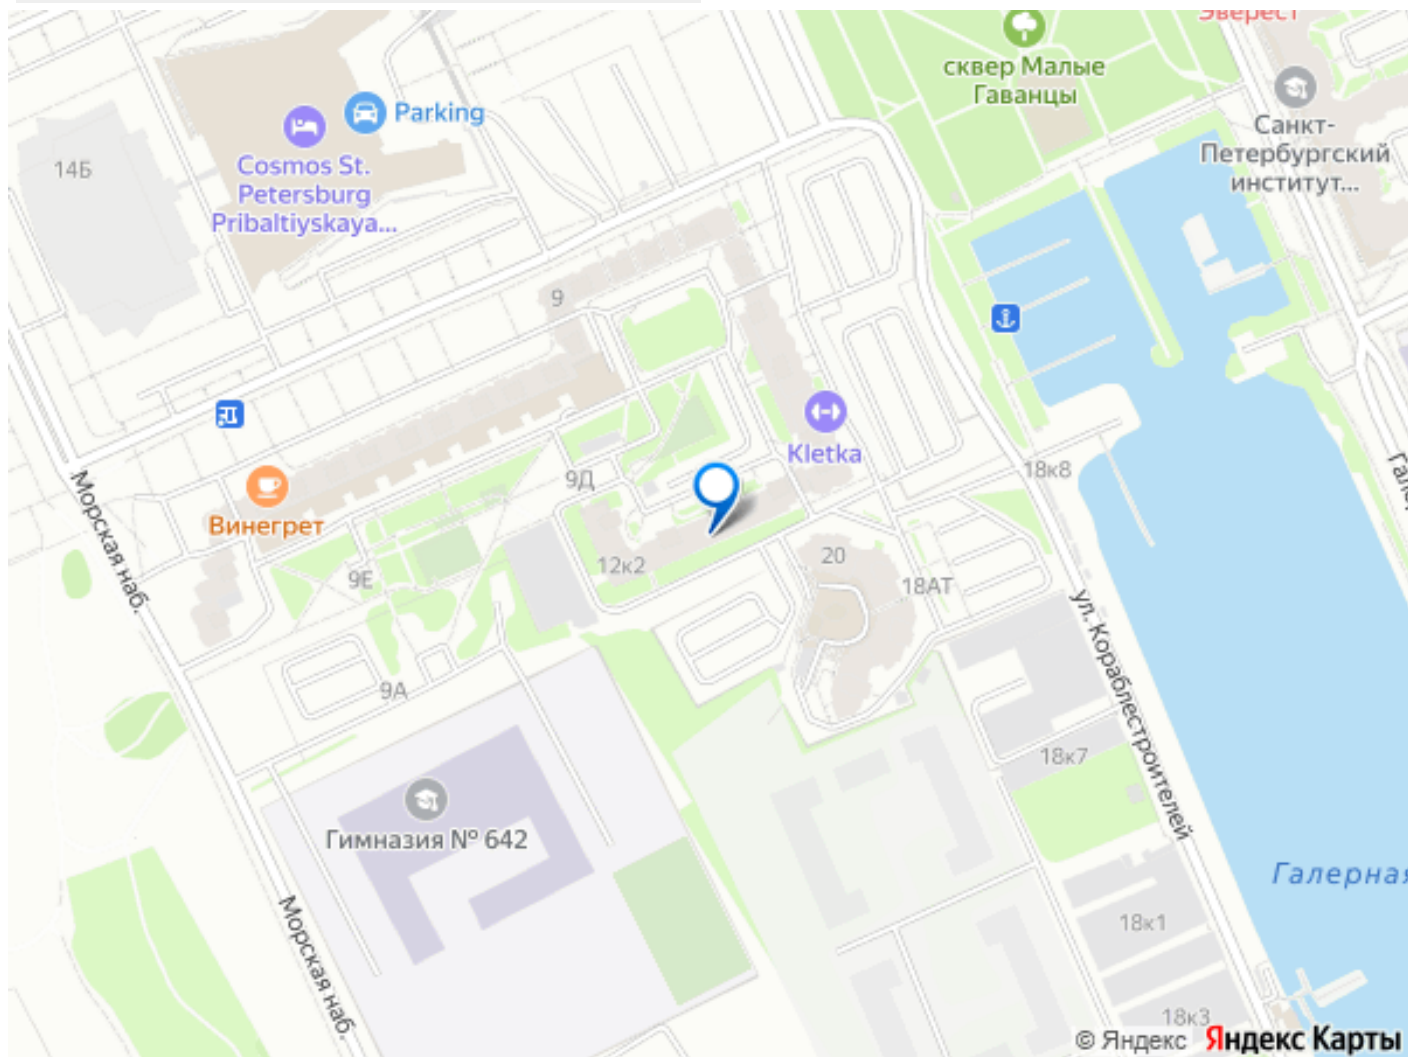 Эверест
сквер Малые
Гаванцы
Parking
Санкт-
Петербургский
институт...
14Б
Cosmos St.
Petersburg
Pribaltiyskaya...
9
Kletka
18к8
Морская наб.
9Д
Винегрет
12к2
20
9Е
18АТ
ул. Кораблестроителей
9А
18к7
Гимназия № 642
Галерная
Морская наб.
18к1
18к3
© Яндекс Яндекс Карты